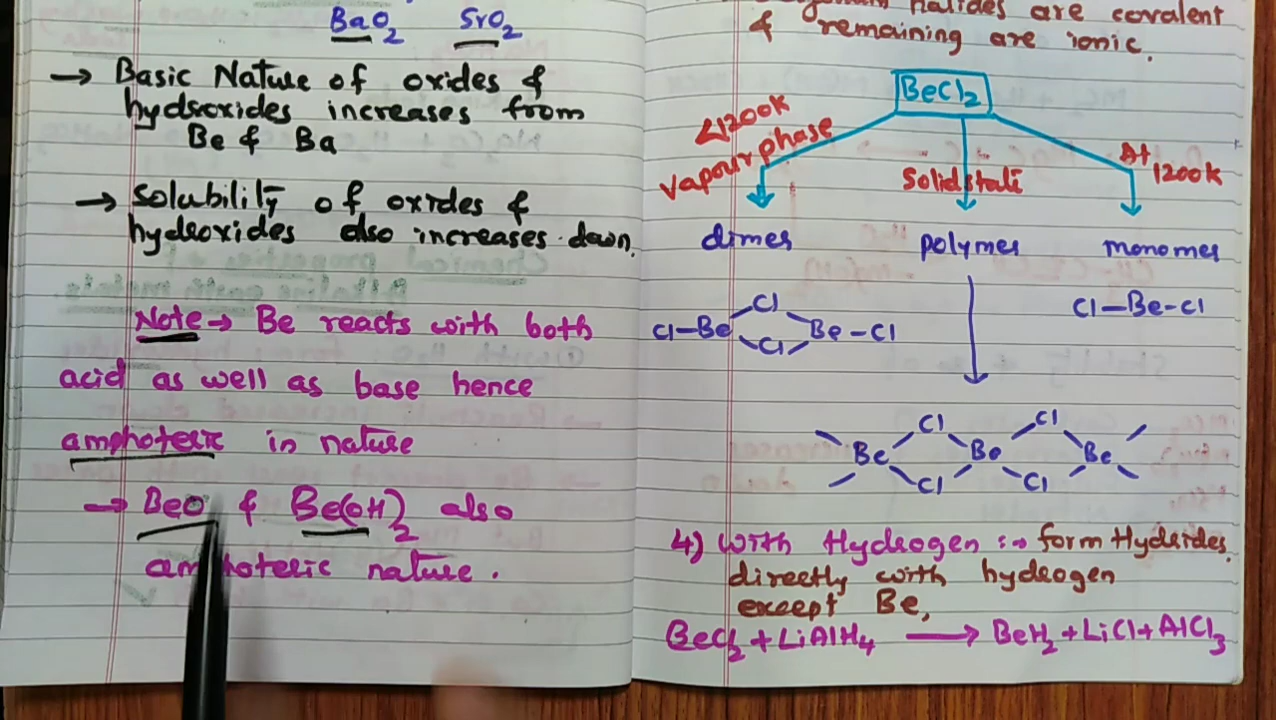 BaO2 SrO2
→ Basic Nature of oxides &
hydroxides increases from
Be & Ba
→ Solubility of oxides &
hydroxides also increases down.
Note → Be reacts with both
acid as well as base hence
amphoteric in nature
→ BeO & Be(OH)2 also
amphoteric nature.
halides are covalent
& remaining are ionic.
BeCl2
<1200k
vapour phase
Solid state
At 1200k
dimer polymer monomer
Cl-Be Cl Cl Be-Cl
Cl-Be-Cl
Cl Cl
Be Be Be
Cl Cl
4) With Hydrogen :→ form Hydrides
directly with hydrogen
except Be,
BeCl2 + LiAlH4 → BeH2 + LiCl + AlCl3